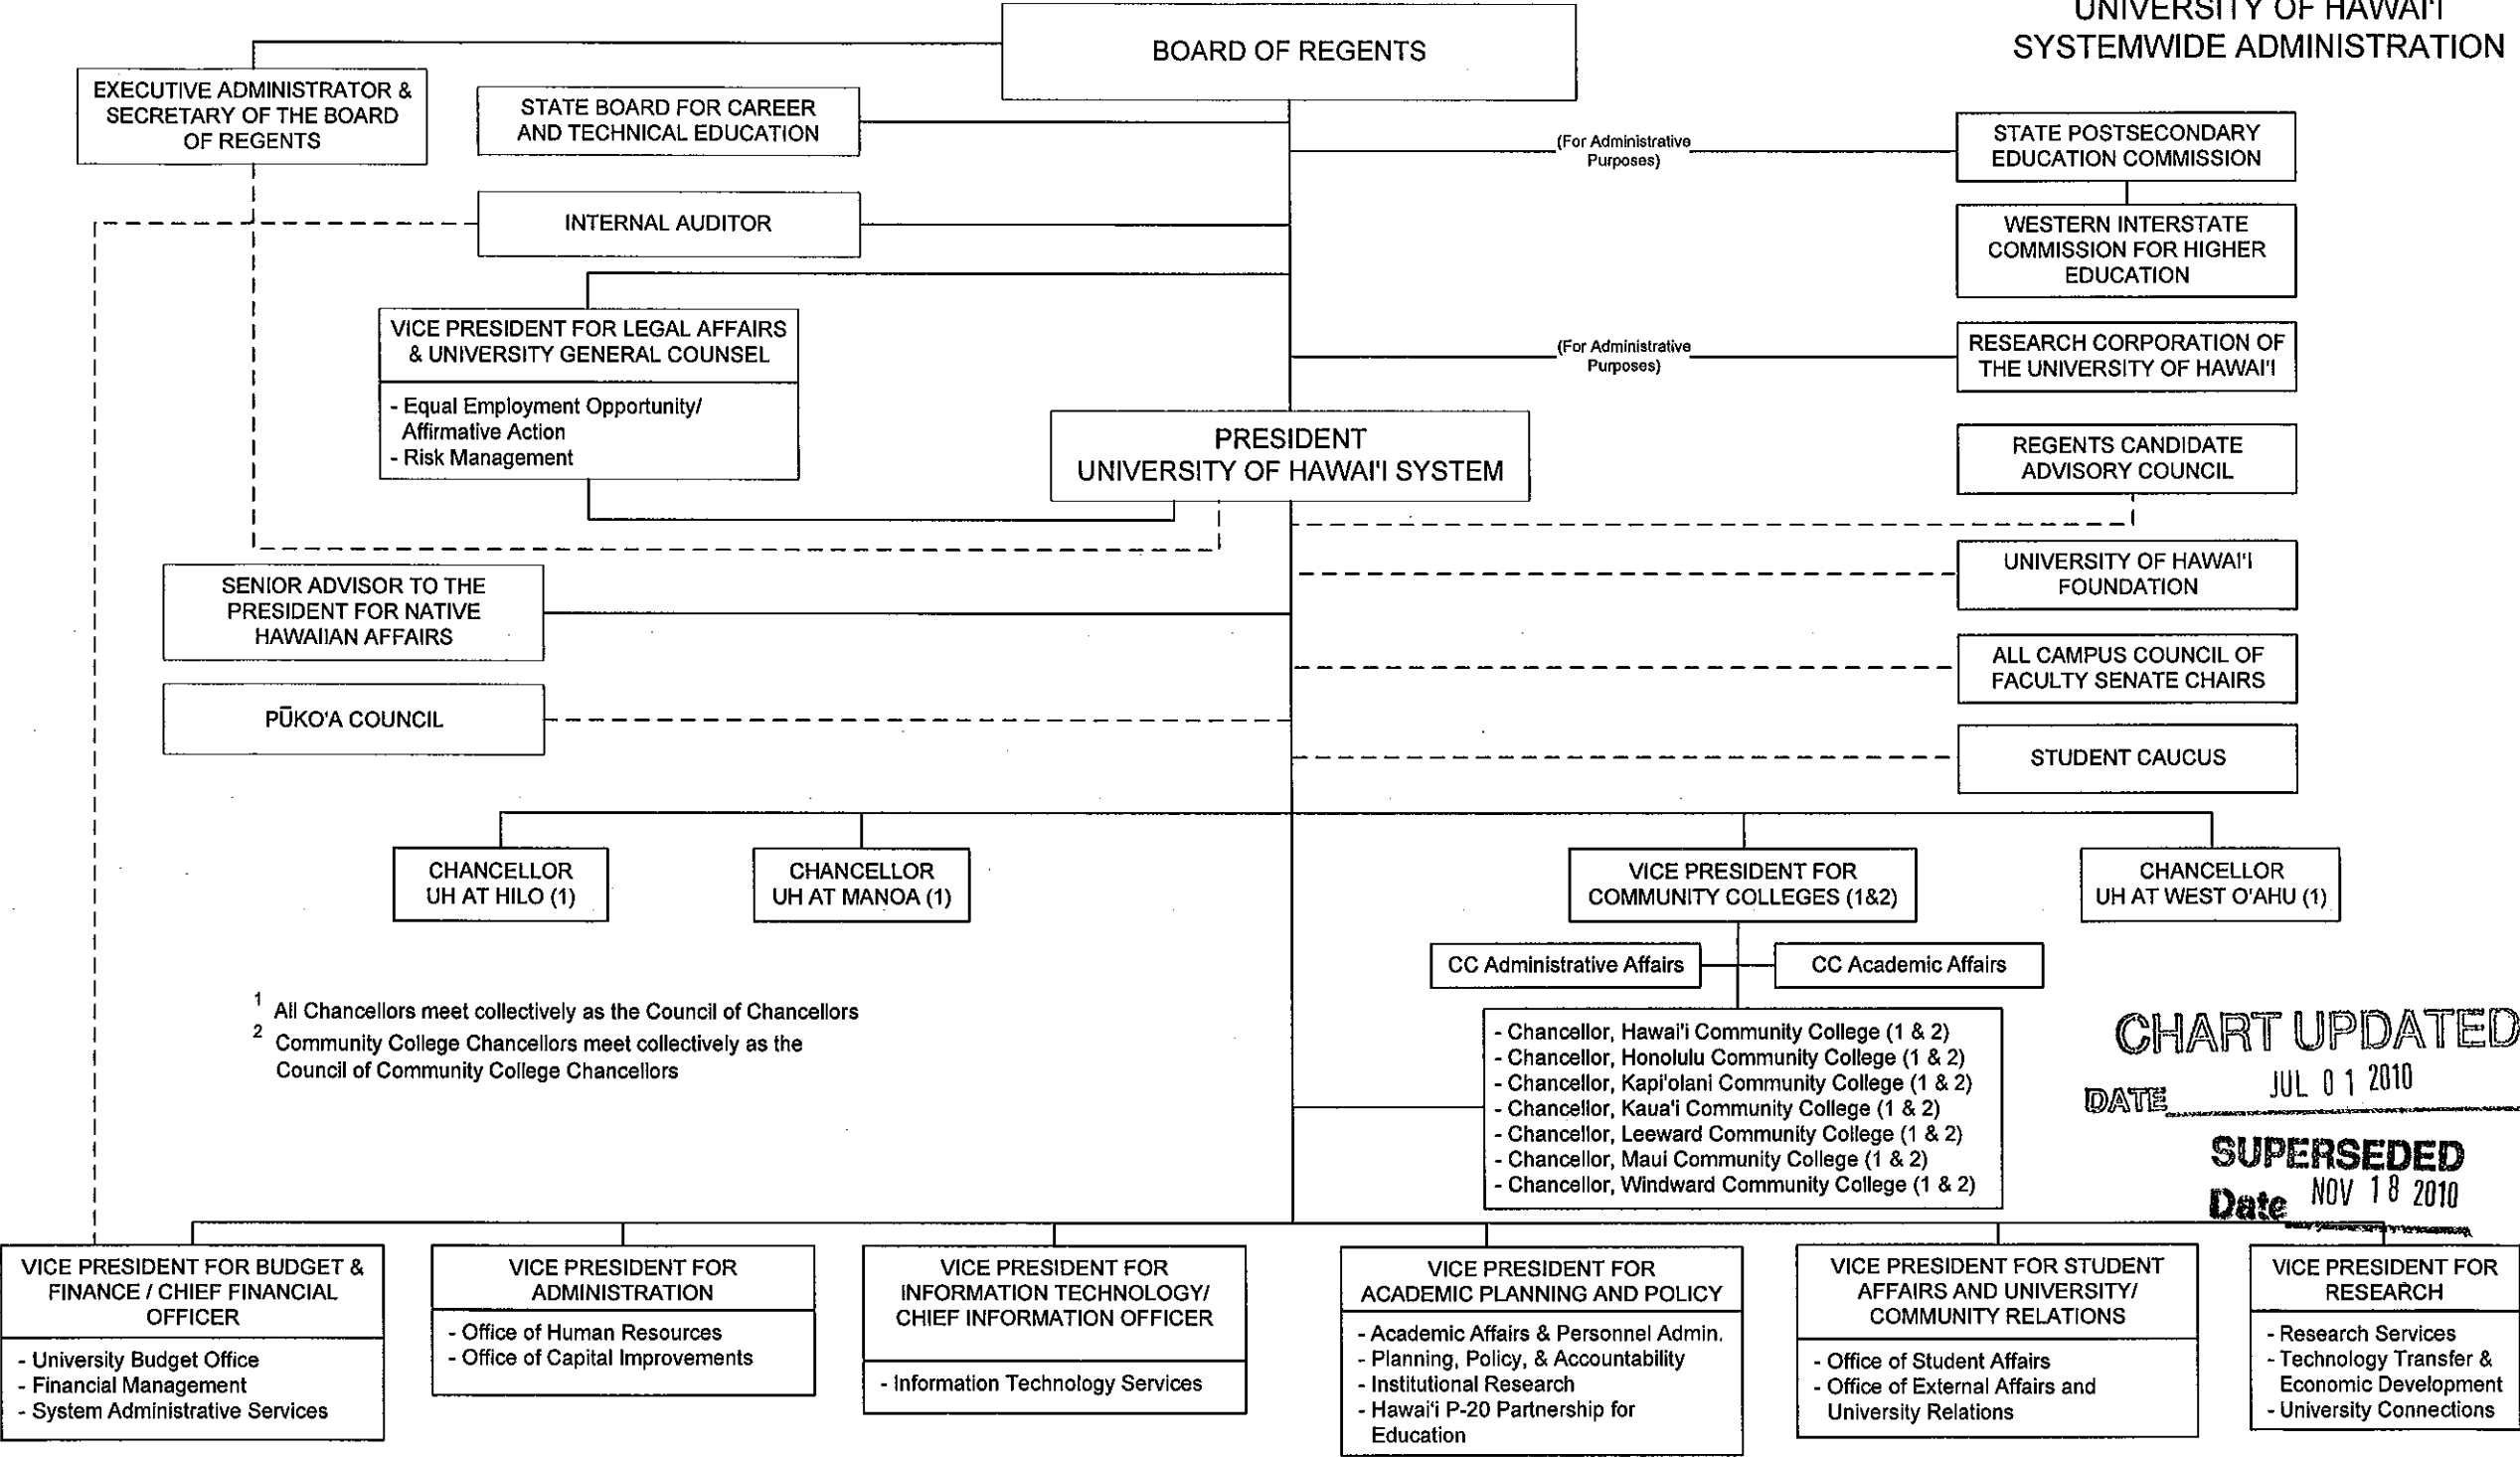 UNIVERSITY OF HAWAI'I
SYSTEMWIDE ADMINISTRATION
BOARD OF REGENTS
EXECUTIVE ADMINISTRATOR &
SECRETARY OF THE BOARD
OF REGENTS
STATE BOARD FOR CAREER
AND TECHNICAL EDUCATION
(For Administrative
Purposes)
STATE POSTSECONDARY
EDUCATION COMMISSION
INTERNAL AUDITOR
WESTERN INTERSTATE
COMMISSION FOR HIGHER
EDUCATION
VICE PRESIDENT FOR LEGAL AFFAIRS
& UNIVERSITY GENERAL COUNSEL
- Equal Employment Opportunity/
Affirmative Action
- Risk Management
(For Administrative
Purposes)
RESEARCH CORPORATION OF
THE UNIVERSITY OF HAWAI'I
PRESIDENT
UNIVERSITY OF HAWAI'I SYSTEM
REGENTS CANDIDATE
ADVISORY COUNCIL
SENIOR ADVISOR TO THE
PRESIDENT FOR NATIVE
HAWAIIAN AFFAIRS
UNIVERSITY OF HAWAI'I
FOUNDATION
ALL CAMPUS COUNCIL OF
FACULTY SENATE CHAIRS
PŪKO'A COUNCIL
STUDENT CAUCUS
CHANCELLOR
UH AT HILO (1)
CHANCELLOR
UH AT MANOA (1)
VICE PRESIDENT FOR
COMMUNITY COLLEGES (1&2)
CHANCELLOR
UH AT WEST O'AHU (1)
CC Administrative Affairs
CC Academic Affairs
1 All Chancellors meet collectively as the Council of Chancellors
2 Community College Chancellors meet collectively as the
Council of Community College Chancellors
- Chancellor, Hawai'i Community College (1 & 2)
- Chancellor, Honolulu Community College (1 & 2)
- Chancellor, Kapi'olani Community College (1 & 2)
- Chancellor, Kaua'i Community College (1 & 2)
- Chancellor, Leeward Community College (1 & 2)
- Chancellor, Maui Community College (1 & 2)
- Chancellor, Windward Community College (1 & 2)
CHART UPDATED
DATE JUL 01 2010
SUPERSEDED
Date NOV 18 2010
VICE PRESIDENT FOR BUDGET &
FINANCE / CHIEF FINANCIAL
OFFICER
- University Budget Office
- Financial Management
- System Administrative Services
VICE PRESIDENT FOR
ADMINISTRATION
- Office of Human Resources
- Office of Capital Improvements
VICE PRESIDENT FOR
INFORMATION TECHNOLOGY/
CHIEF INFORMATION OFFICER
- Information Technology Services
VICE PRESIDENT FOR
ACADEMIC PLANNING AND POLICY
- Academic Affairs & Personnel Admin.
- Planning, Policy, & Accountability
- Institutional Research
- Hawai'i P-20 Partnership for
Education
VICE PRESIDENT FOR STUDENT
AFFAIRS AND UNIVERSITY/
COMMUNITY RELATIONS
- Office of Student Affairs
- Office of External Affairs and
University Relations
VICE PRESIDENT FOR
RESEARCH
- Research Services
- Technology Transfer &
Economic Development
- University Connections